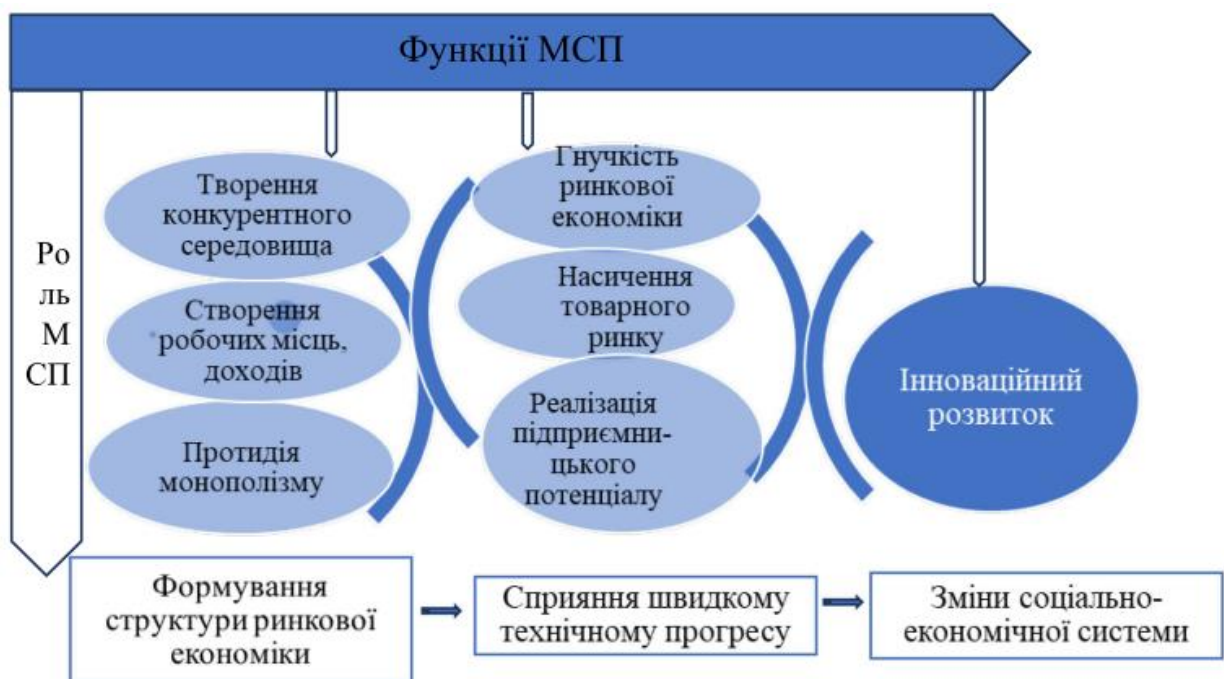 Функції МСП
Ро
ль
М
СП
Творення
конкурентного
середовища
Створення
робочих місць,
доходів
Протидія
монополізму
Гнучкість
ринкової
економіки
Насичення
товарного
ринку
Реалізація
підприємни-
цького
потенціалу
Інноваційний
розвиток
Формування
структури ринкової
економіки
Сприяння швидкому
технічному прогресу
Зміни соціально-
економічної системи